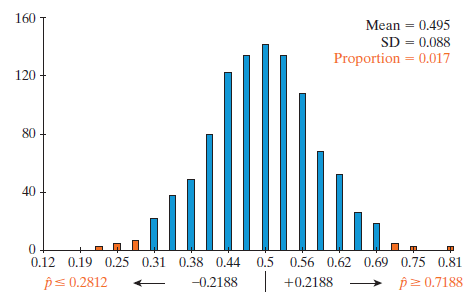 160
Mean = 0.495
SD = 0.088
Proportion = 0.017
120
80
40
0
0.12 0.19 0.25 0.31 0.38 0.44 0.5 0.56 0.62 0.69 0.75 0.81
p̂ ≤ 0.2812 ← −0.2188 +0.2188 → p̂ ≥ 0.7188